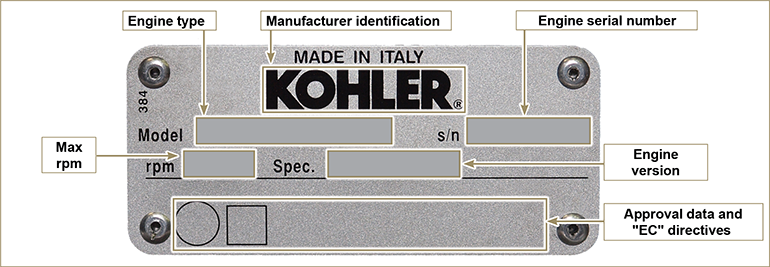 Engine type
Manufacturer identification
Engine serial number
MADE IN ITALY
KOHLER®
384
Model
s/n
Max
rpm
rpm
Spec.
Engine
version
Approval data and
"EC" directives